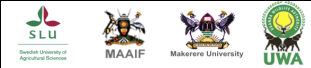 SLU
Swedish University of
Agricultural Sciences
MAAIF
Makerere University
UWA